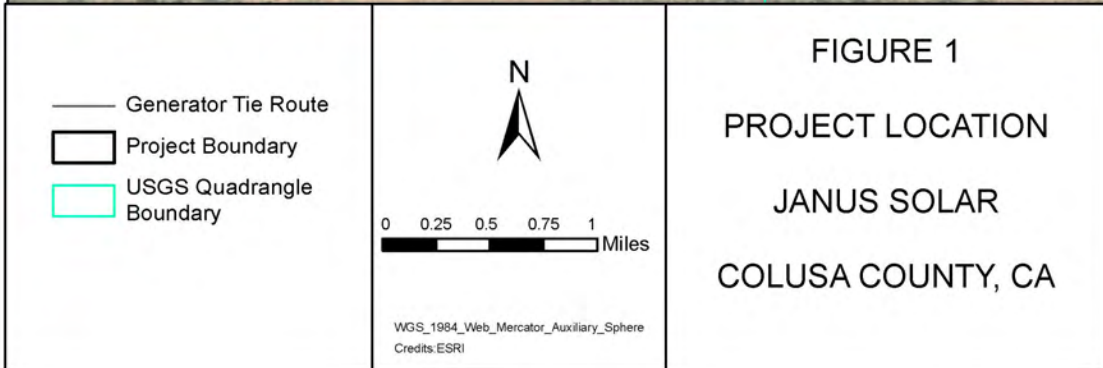 Generator Tie Route
Project Boundary
USGS Quadrangle
Boundary
N
0 0.25 0.5 0.75 1
Miles
WGS_1984_Web_Mercator_Auxiliary_Sphere
Credits:ESRI
FIGURE 1
PROJECT LOCATION
JANUS SOLAR
COLUSA COUNTY, CA